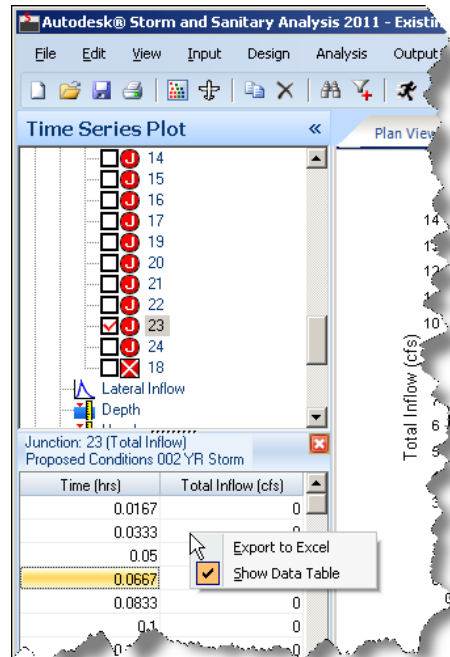 Autodesk® Storm and Sanitary Analysis 2011 - Existin
File Edit View Input Design Analysis Output
Time Series Plot «
Plan View
J 14
J 15
J 16
J 17
J 19
J 20
J 21
J 22
J 23
J 24
18
Lateral Inflow
Depth
Total Inflow (cfs)
14
12
10
6
5
Junction: 23 (Total Inflow)
Proposed Conditions 002 YR Storm
Time (hrs) Total Inflow (cfs)
0.0167 0
0.0333 0
0.05
0.0667
0.0833 0
0.1 0
0
Export to Excel
Show Data Table